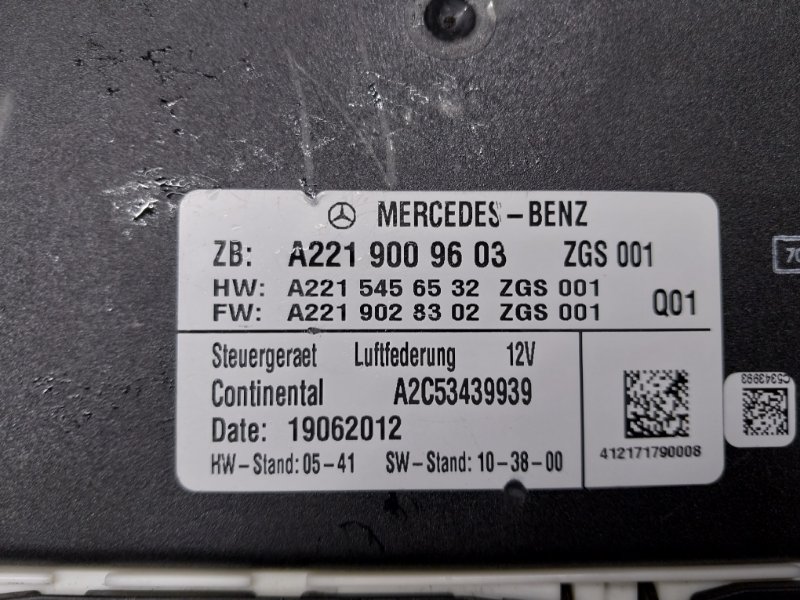 MERCEDES-BENZ
ZB: A221 900 96 03 ZGS 001
HW: A221 545 65 32 ZGS 001
FW: A221 902 83 02 ZGS 001 Q01
Steuergeraet Luftfederung 12V
Continental A2C53439939
Date: 19062012
HW-Stand: 05-41 SW-Stand: 10-38-00
412171790008
C5343993
70